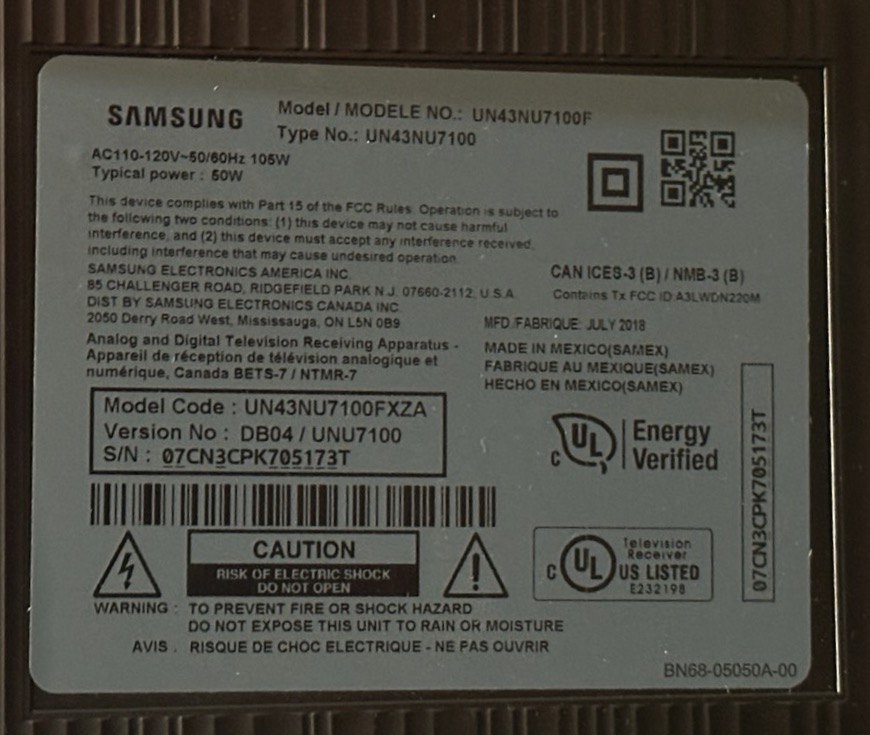 SAMSUNG
Model / MODELE NO.: UN43NU7100F
Type No.: UN43NU7100
AC110-120V~50/60Hz 105W
Typical power : 50W
This device complies with Part 15 of the FCC Rules. Operation is subject to
the following two conditions: (1) this device may not cause harmful
interference, and (2) this device must accept any interference received,
including interference that may cause undesired operation.
SAMSUNG ELECTRONICS AMERICA INC.
85 CHALLENGER ROAD, RIDGEFIELD PARK N.J. 07660-2112, U.S.A.
DIST BY SAMSUNG ELECTRONICS CANADA INC.
2050 Derry Road West, Mississauga, ON L5N 0B9
Analog and Digital Television Receiving Apparatus -
Appareil de réception de télévision analogique et
numérique, Canada BETS-7 / NTMR-7
CAN ICES-3 (B) / NMB-3 (B)
Contains Tx FCC ID A3LWDN220M
MFD/FABRIQUE: JULY 2018
MADE IN MEXICO(SAMEX)
FABRIQUE AU MEXIQUE(SAMEX)
HECHO EN MEXICO(SAMEX)
Model Code : UN43NU7100FXZA
Version No : DB04 / UNU7100
S/N : 07CN3CPK705173T
C UL Energy
Verified
07CN3CPK705173T
CAUTION
RISK OF ELECTRIC SHOCK
DO NOT OPEN
Television
Receiver
C UL US LISTED
E232198
WARNING : TO PREVENT FIRE OR SHOCK HAZARD
DO NOT EXPOSE THIS UNIT TO RAIN OR MOISTURE
AVIS . RISQUE DE CHOC ELECTRIQUE - NE PAS OUVRIR
BN68-05050A-00